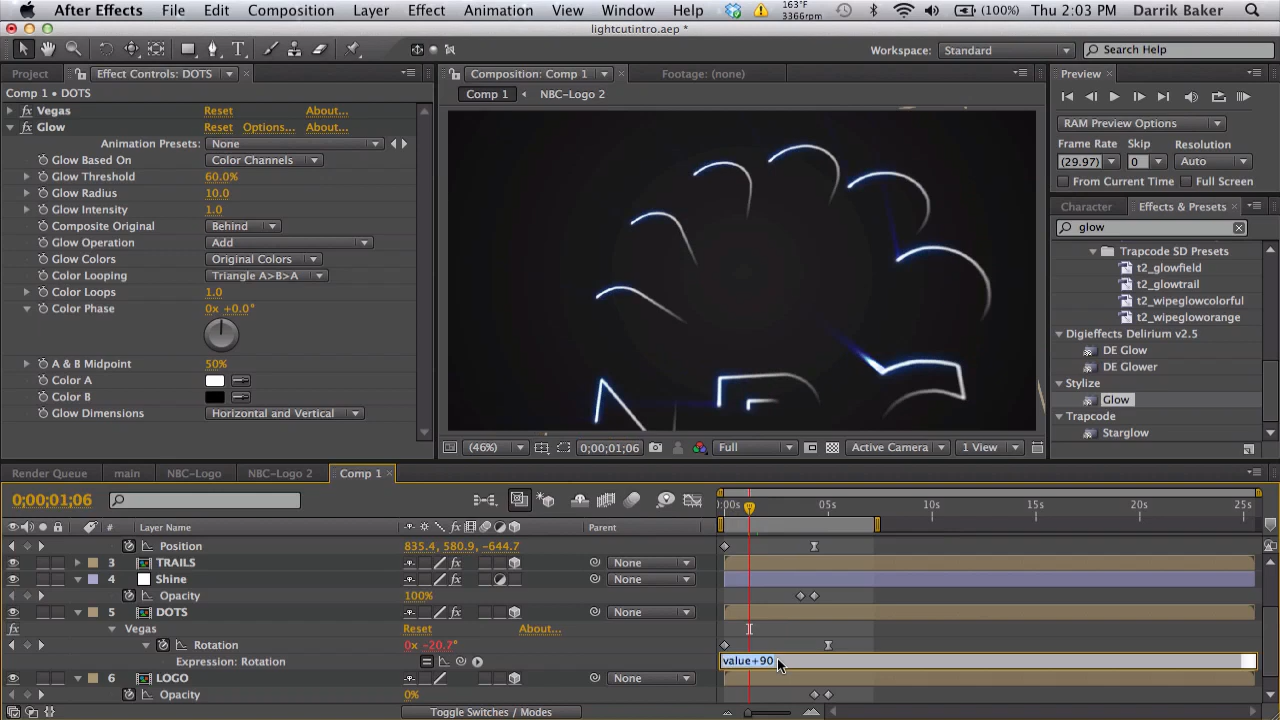 After Effects File Edit Composition Layer Effect Animation View Window Help 163°F 3366rpm (100%) Thu 2:03 PM Darrik Baker
lightcutintro.aep *
Workspace: Standard Search Help
Project Effect Controls: DOTS Composition: Comp 1 Footage: (none) Preview
Comp 1 • DOTS Comp 1 NBC-Logo 2
fx Vegas Reset About...
fx Glow Reset Options... About...
Animation Presets: None
Glow Based On Color Channels
Glow Threshold 60.0%
Glow Radius 10.0
Glow Intensity 1.0
Composite Original Behind
Glow Operation Add
Glow Colors Original Colors
Color Looping Triangle A>B>A
Color Loops 1.0
Color Phase 0x +0.0°
A & B Midpoint 50%
Color A
Color B
Glow Dimensions Horizontal and Vertical
RAM Preview Options
Frame Rate Skip Resolution
(29.97) 0 Auto
From Current Time Full Screen
Character Effects & Presets
glow
Trapcode SD Presets
t2_glowfield
t2_glowtrail
t2_wipeglowcolorful
t2_wipegloworange
Digieffects Delirium v2.5
DE Glow
DE Glower
Stylize
Glow
Trapcode
Starglow
(46%) 0;00;01;06 Full Active Camera 1 View
Render Queue main NBC-Logo NBC-Logo 2 Comp 1
0;00;01;06
:00s 05s 10s 15s 20s 25s
# Layer Name fx Parent
Position 835.4, 580.9, -644.7
3 TRAILS fx None
4 Shine None
Opacity 100%
5 DOTS fx None
fx Vegas Reset About...
Rotation 0x -20.7°
Expression: Rotation value+90
6 LOGO None
Opacity 0%
Toggle Switches / Modes